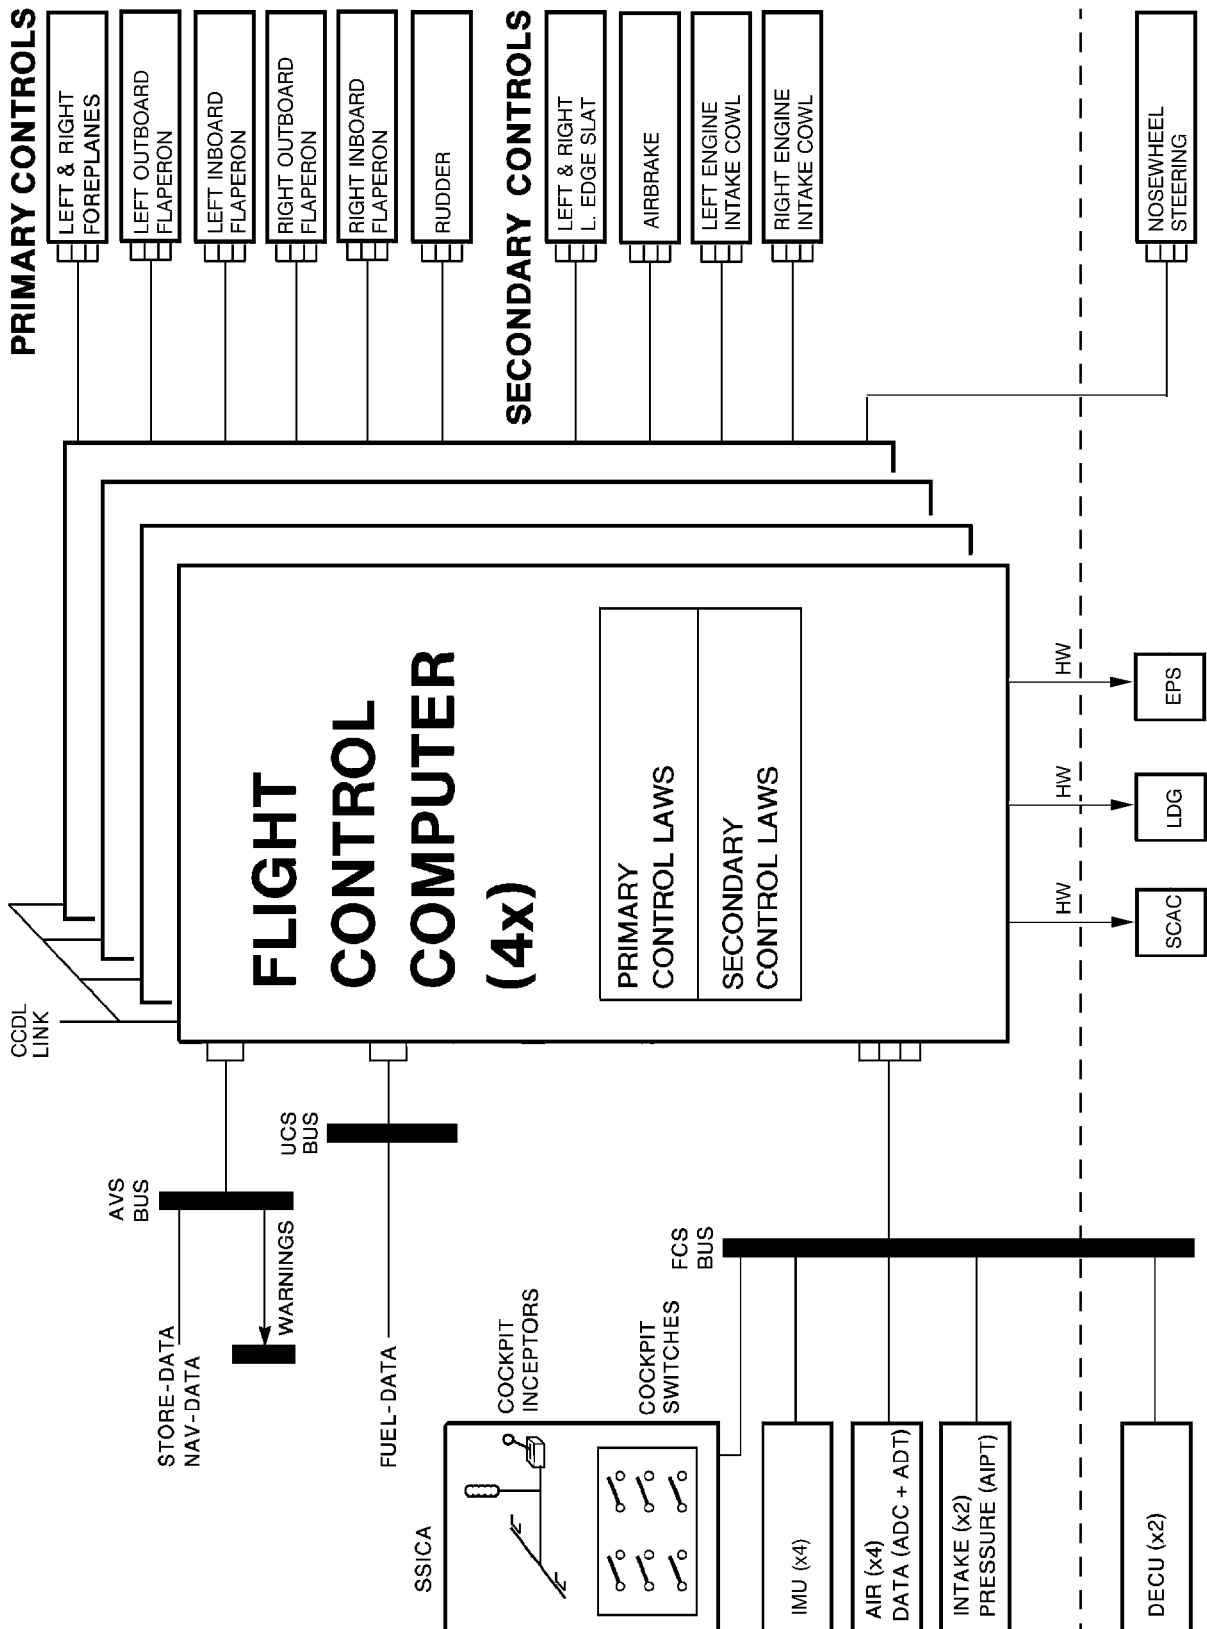 PRIMARY CONTROLS
LEFT & RIGHT
FOREPLANES
LEFT OUTBOARD
FLAPERON
LEFT INBOARD
FLAPERON
RIGHT OUTBOARD
FLAPERON
RIGHT INBOARD
FLAPERON
RUDDER
SECONDARY CONTROLS
LEFT & RIGHT
L. EDGE SLAT
AIRBRAKE
LEFT ENGINE
INTAKE COWL
RIGHT ENGINE
INTAKE COWL
NOSEWHEEL
STEERING
CCDL
LINK
FLIGHT
CONTROL
COMPUTER
(4x)
PRIMARY
CONTROL LAWS
SECONDARY
CONTROL LAWS
HW
EPS
HW
LDG
HW
SCAC
AVS
BUS
UCS
BUS
FCS
BUS
STORE-DATA
NAV-DATA
WARNINGS
FUEL-DATA
SSICA
COCKPIT
INCEPTORS
COCKPIT
SWITCHES
IMU (x4)
AIR (x4)
DATA (ADC + ADT)
INTAKE (x2)
PRESSURE (AIPT)
DECU (x2)